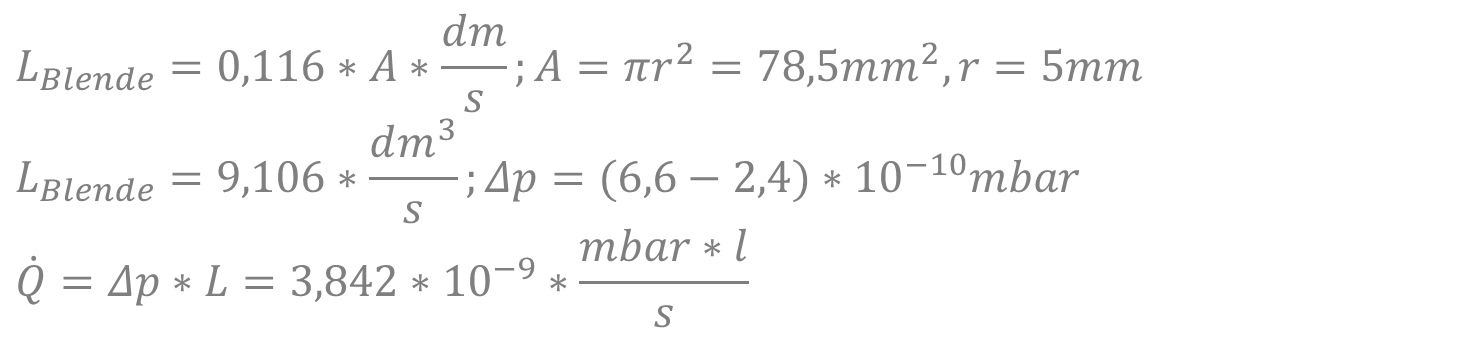 L_Blende = 0,116 * A * dm/s ; A = πr² = 78,5mm², r = 5mm
L_Blende = 9,106 * dm³/s ; Δp = (6,6 − 2,4) * 10⁻¹⁰mbar
Q̇ = Δp * L = 3,842 * 10⁻⁹ * mbar * l/s